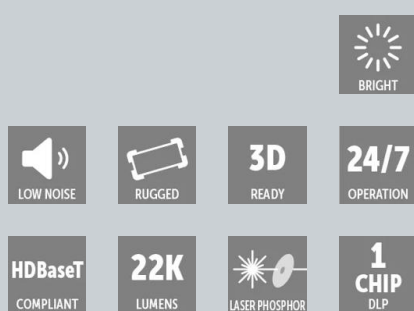 BRIGHT
LOW NOISE
RUGGED
3D
READY
24/7
OPERATION
HDBaseT
COMPLIANT
22K
LUMENS
LASER PHOSPHOR
1
CHIP
DLP